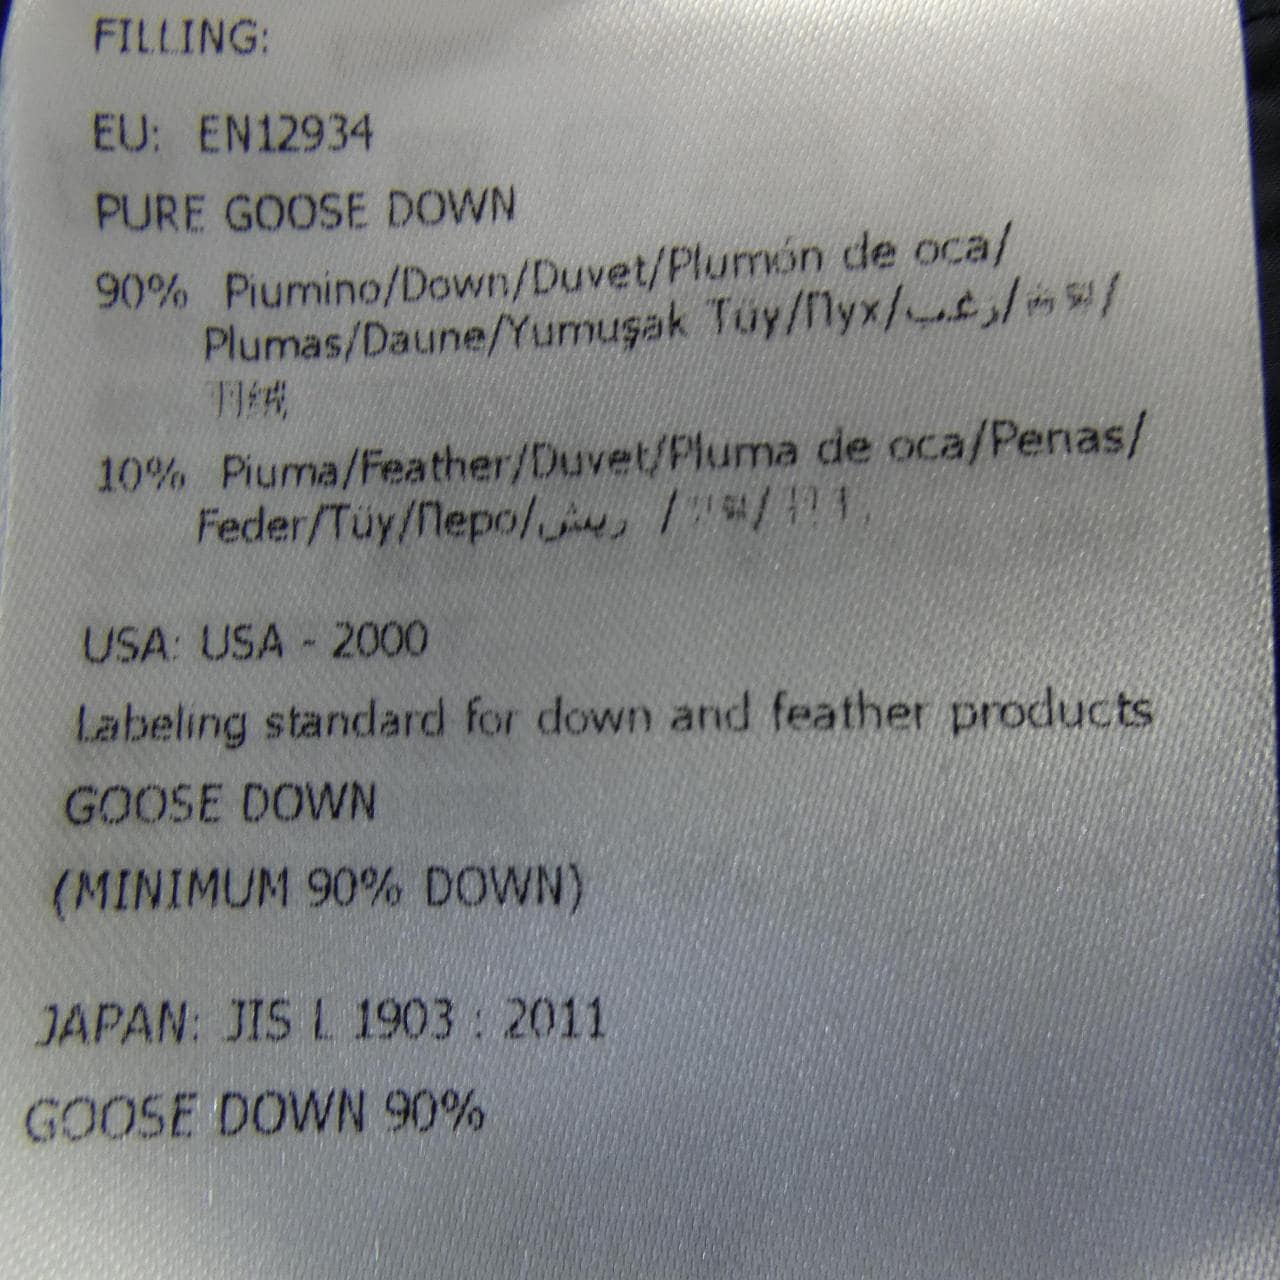 FILLING:
EU: EN12934
PURE GOOSE DOWN
90% Piumino/Down/Duvet/Plumón de oca/
Plumas/Daune/Yumuşak Tüy/Пух/زغب/
10% Piuma/Feather/Duvet/Pluma de oca/Penas/
Feder/Tüy/Перо/ريش /
USA: USA - 2000
Labeling standard for down and feather products
GOOSE DOWN
(MINIMUM 90% DOWN)
JAPAN: JIS L 1903 : 2011
GOOSE DOWN 90%